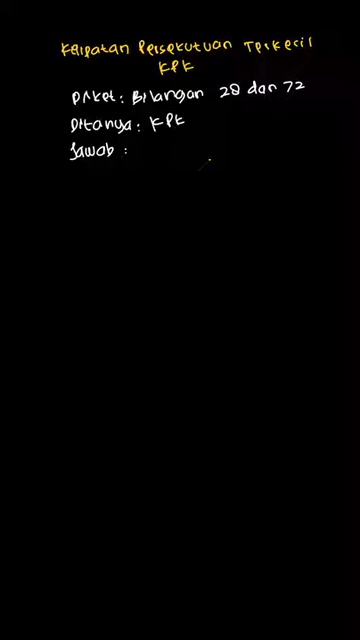 Kelipatan Persekutuan Terkecil
KPK
Diket : Bilangan 28 dan 72
Ditanya : KPK
Jawab :